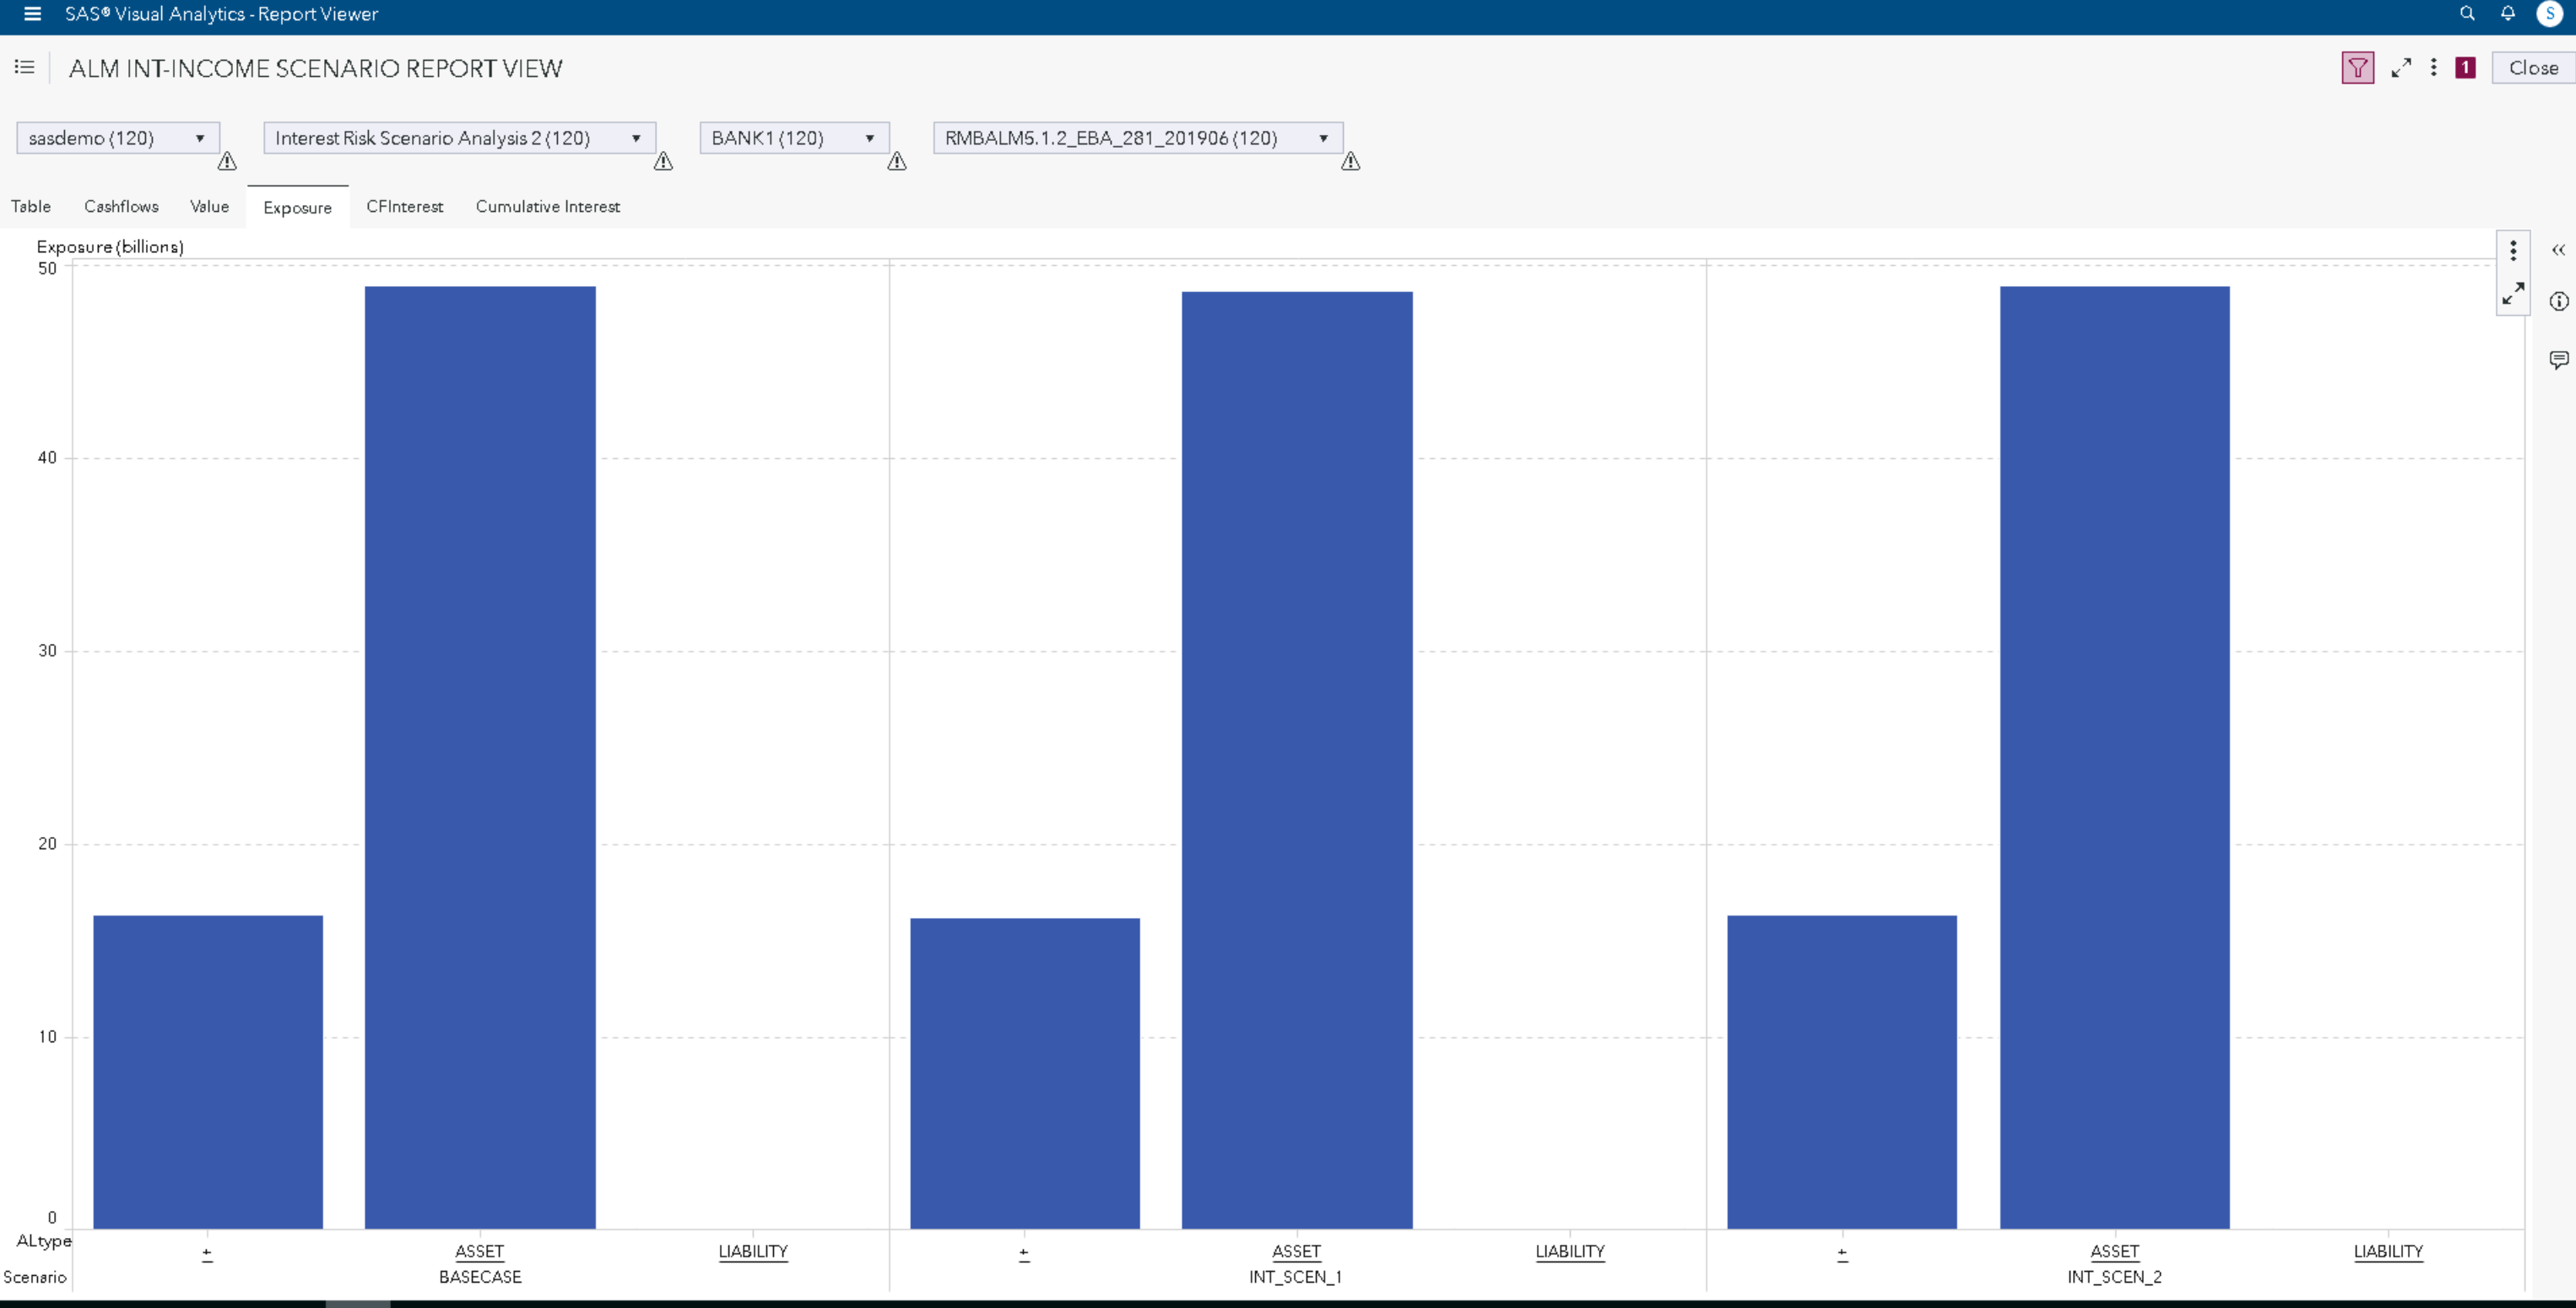 SAS® Visual Analytics - Report Viewer
S
ALM INT-INCOME SCENARIO REPORT VIEW
1
Close
sasdemo (120)
Interest Risk Scenario Analysis 2 (120)
BANK1 (120)
RMBALM5.1.2_EBA_281_201906 (120)
Table
Cashflows
Value
Exposure
CFInterest
Cumulative Interest
Exposure (billions)
50
40
30
20
10
0
ALtype
+ ASSET LIABILITY + ASSET LIABILITY + ASSET LIABILITY
Scenario
BASECASE INT_SCEN_1 INT_SCEN_2